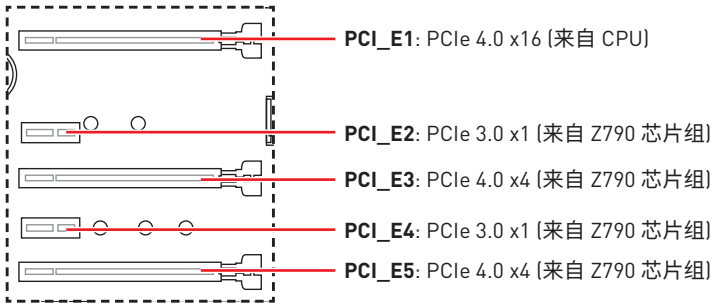 PCI_E1: PCIe 4.0 x16 (来自 CPU)
PCI_E2: PCIe 3.0 x1 (来自 Z790 芯片组)
PCI_E3: PCIe 4.0 x4 (来自 Z790 芯片组)
PCI_E4: PCIe 3.0 x1 (来自 Z790 芯片组)
PCI_E5: PCIe 4.0 x4 (来自 Z790 芯片组)